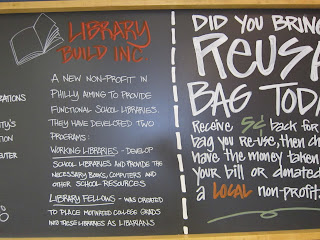 LIBRARY
BUILD INC
A NEW NON-PROFIT IN
PHILLY AIMING TO PROVIDE
FUNCTIONAL SCHOOL LIBRARIES.
THEY HAVE DEVELOPED TWO
PROGRAMS:
WORKING LIBRARIES - DEVELOP
SCHOOL LIBRARIES AND PROVIDE THE
NECESSARY BOOKS, COMPUTERS AND
OTHER SCHOOL RESOURCES
LIBRARY FELLOWS - WAS CREATED
TO PLACE MOTIVATED COLLEGE GRADS
INTO THESE LIBRARIES AS LIBRARIANS
DID YOU BRING
REUSA
BAG TODA
Receive 5¢ back for
bag you re-use, then ch
have the money taken
your bill or donated
a LOCAL non-profit.